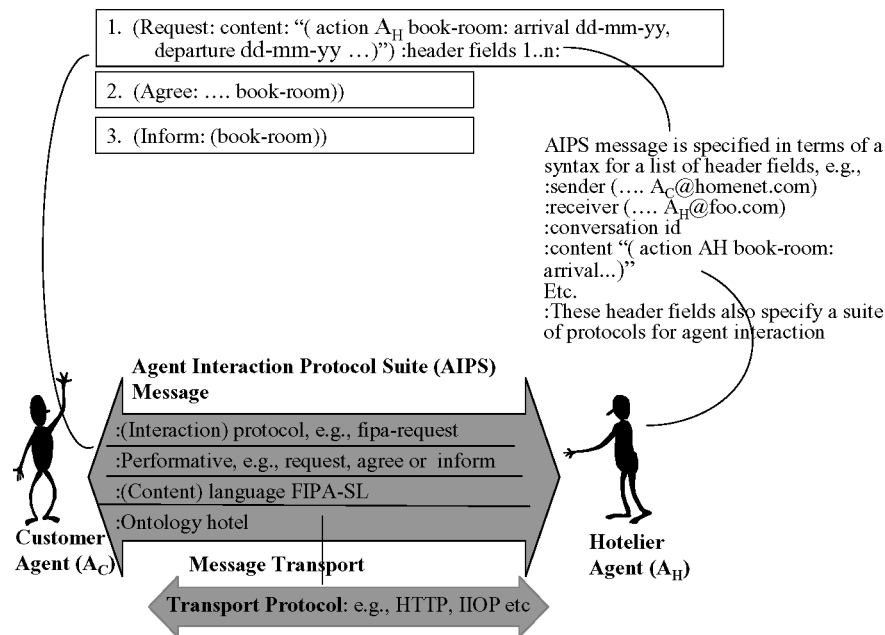 1. (Request: content: “( action A_H book-room: arrival dd-mm-yy,
departure dd-mm-yy …)”) :header fields 1..n:
2. (Agree: …. book-room))
3. (Inform: (book-room))
AIPS message is specified in terms of a
syntax for a list of header fields, e.g.,
:sender (…. A_C@homenet.com)
:receiver (…. A_H@foo.com)
:conversation id
:content “( action AH book-room:
arrival...)”
Etc.
:These header fields also specify a suite
of protocols for agent interaction
Agent Interaction Protocol Suite (AIPS)
Message
:(Interaction) protocol, e.g., fipa-request
:Performative, e.g., request, agree or inform
:(Content) language FIPA-SL
:Ontology hotel
Customer
Agent (A_C)
Hotelier
Agent (A_H)
Message Transport
Transport Protocol: e.g., HTTP, IIOP etc